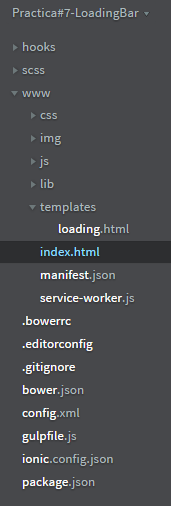 Practica#7-LoadingBar
hooks
scss
www
css
img
js
lib
templates
loading.html
index.html
manifest.json
service-worker.js
.bowerrc
.editorconfig
.gitignore
bower.json
config.xml
gulpfile.js
ionic.config.json
package.json